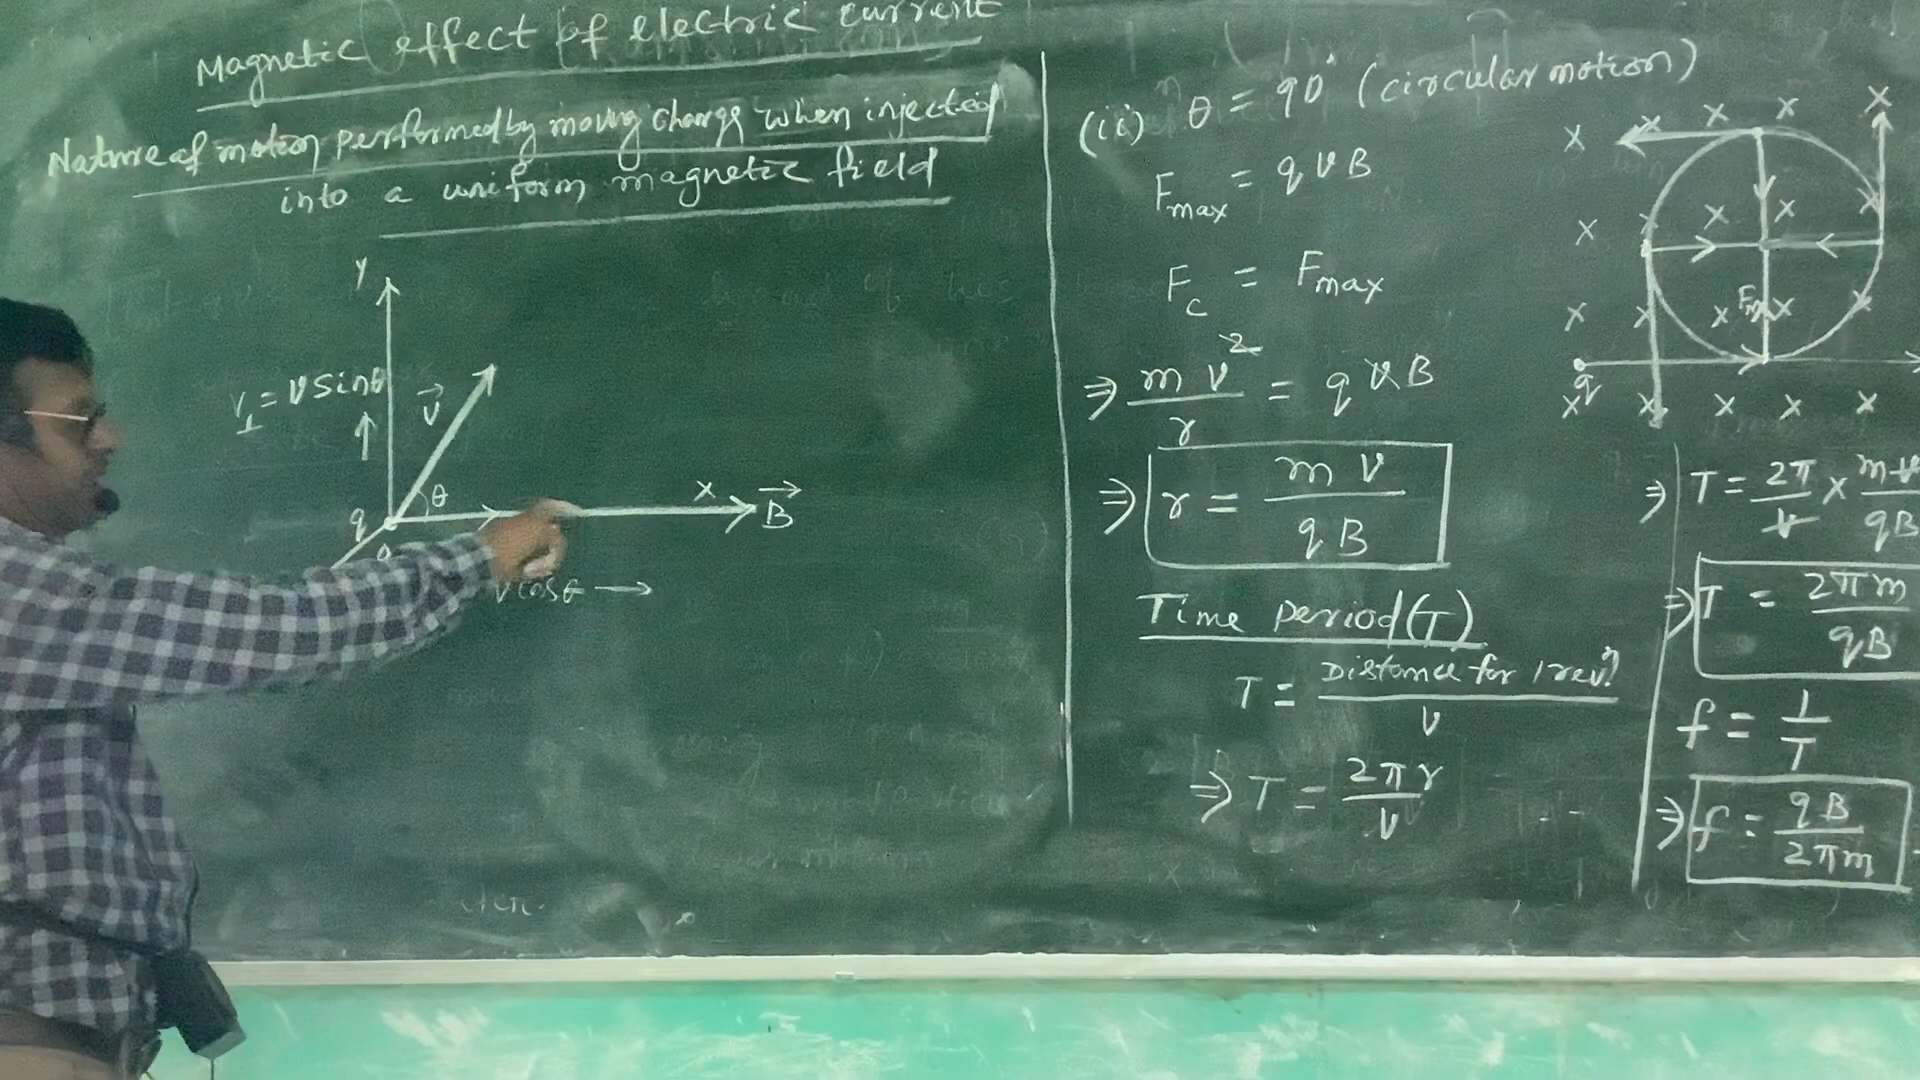 Magnetic effect of electric current
Nature of motion performed by moving charge when injected
into a uniform magnetic field
Y
V⊥ = v sinθ
v⃗
θ
q
X
B⃗
v cosθ →
(ii) θ = 90° (circular motion)
Fmax = qvB
Fc = Fmax
⇒ mv²/r = qvB
⇒ r = mv/qB
Time period (T)
T = Distance for 1 revⁿ/v
⇒ T = 2πr/v
x x x x x
x x x x x
x x x Fm x x
q
x x x x x
⇒ T = 2π/v × mv/qB
⇒ T = 2πm/qB
f = 1/T
⇒ f = qB/2πm